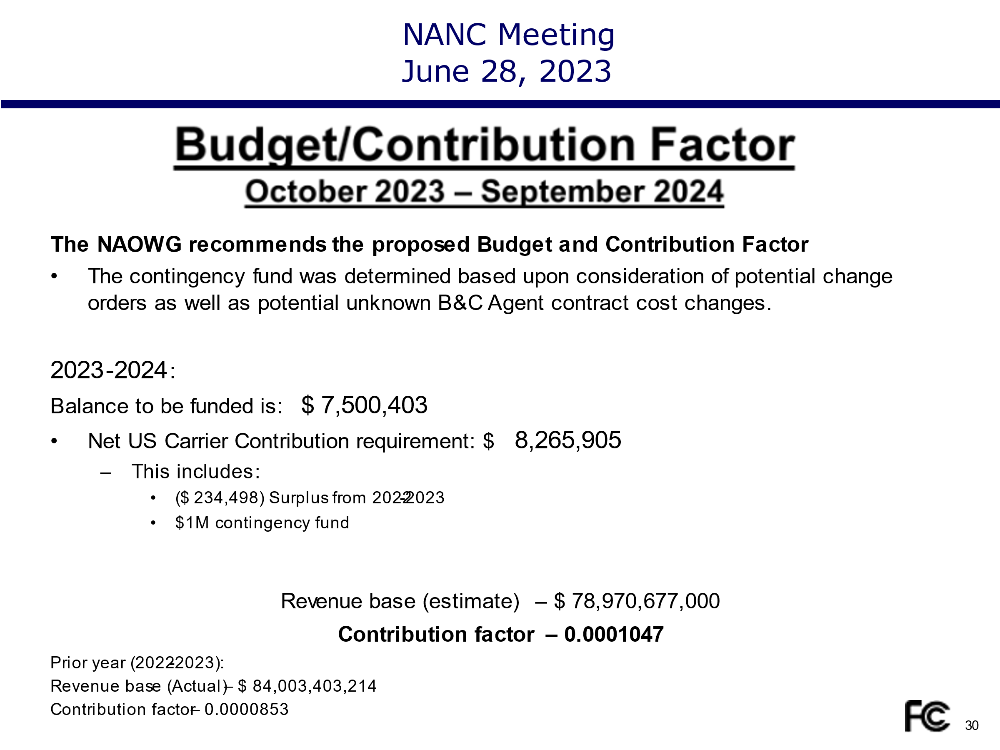 NANC Meeting
June 28, 2023
Budget/Contribution Factor
October 2023 – September 2024
The NAOWG recommends the proposed Budget and Contribution Factor
• The contingency fund was determined based upon consideration of potential change
orders as well as potential unknown B&C Agent contract cost changes.
2023-2024:
Balance to be funded is: $ 7,500,403
• Net US Carrier Contribution requirement: $ 8,265,905
– This includes:
• ($ 234,498) Surplus from 2022-2023
• $1M contingency fund
Revenue base (estimate) – $ 78,970,677,000
Contribution factor – 0.0001047
Prior year (2022-2023):
Revenue base (Actual) – $ 84,003,403,214
Contribution factor – 0.0000853
FCC
30